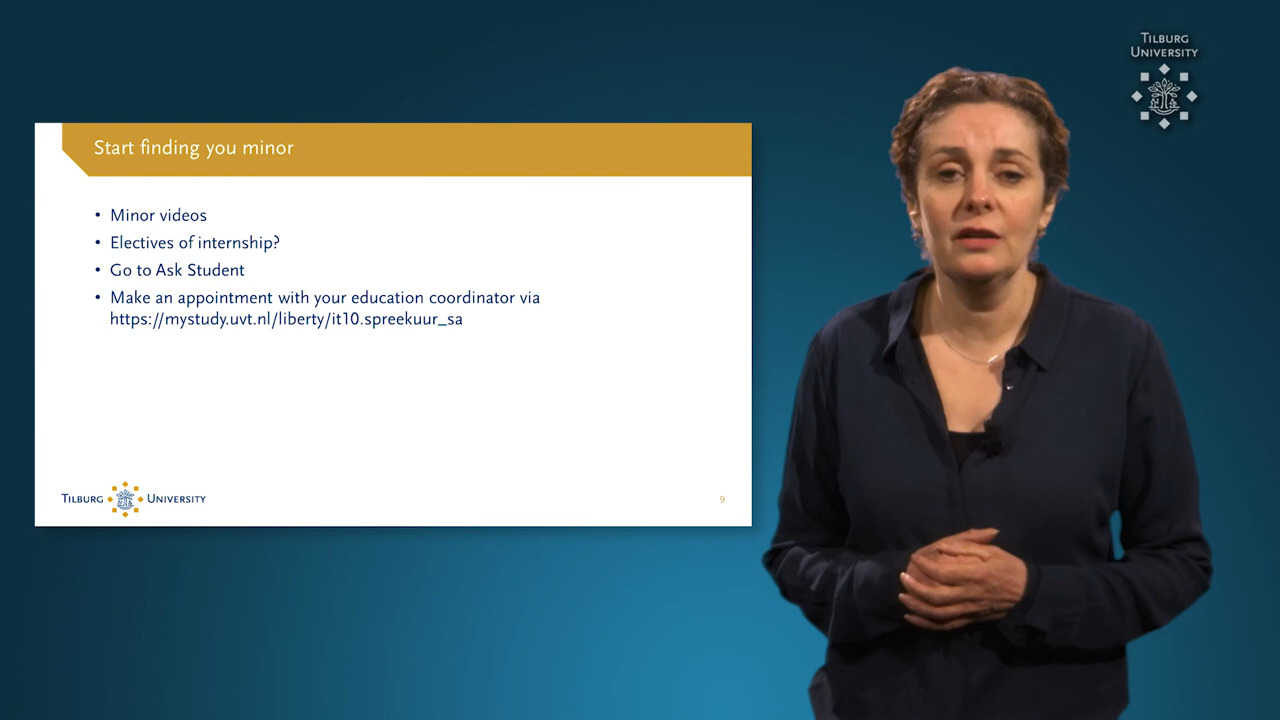 TILBURG
UNIVERSITY
Start finding you minor
• Minor videos
• Electives of internship?
• Go to Ask Student
• Make an appointment with your education coordinator via
https://mystudy.uvt.nl/liberty/it10.spreekuur_sa
TILBURG UNIVERSITY
9